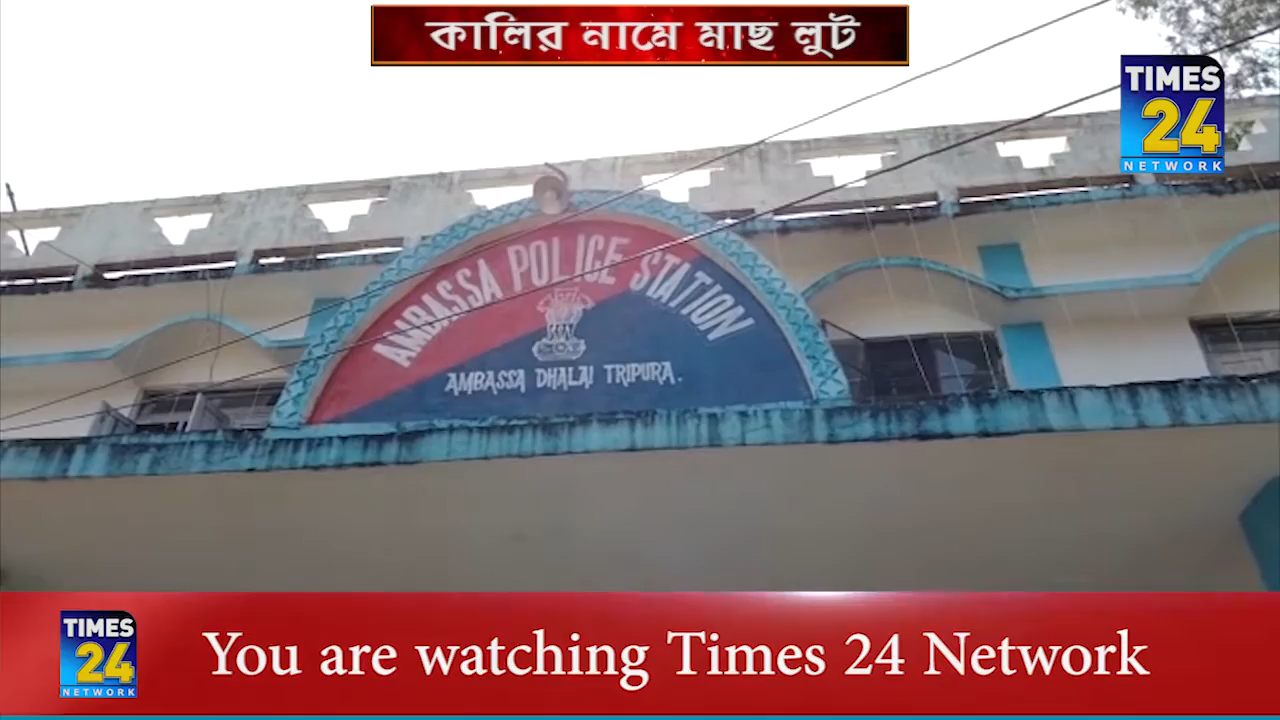 কালির নামে মাছ লুট
TIMES
24
NETWORK
AMBASSA POLICE STATION
AMBASSA DHALAI TRIPURA.
TIMES
24
NETWORK
You are watching Times 24 Network